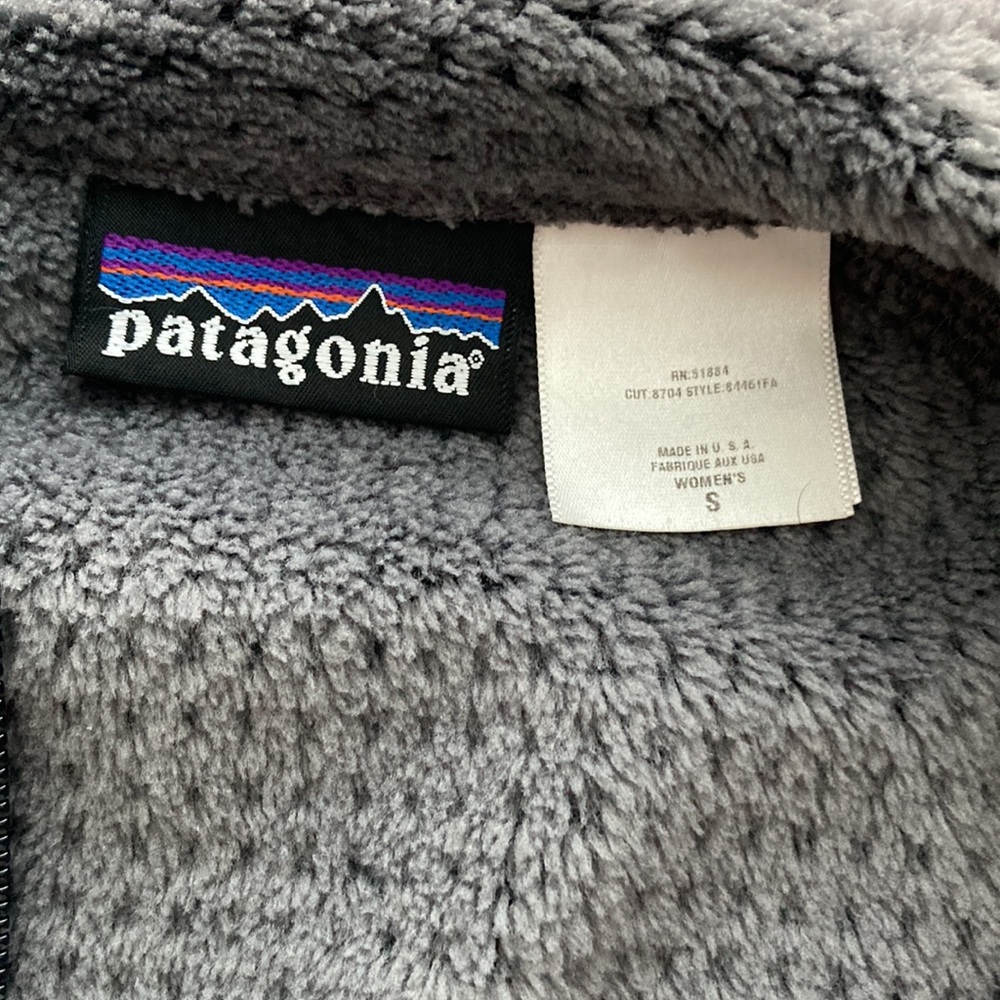 patagonia®
RN:51884
CUT:8704 STYLE:84461FA
MADE IN U. S. A.
FABRIQUE AUX USA
WOMEN'S
S